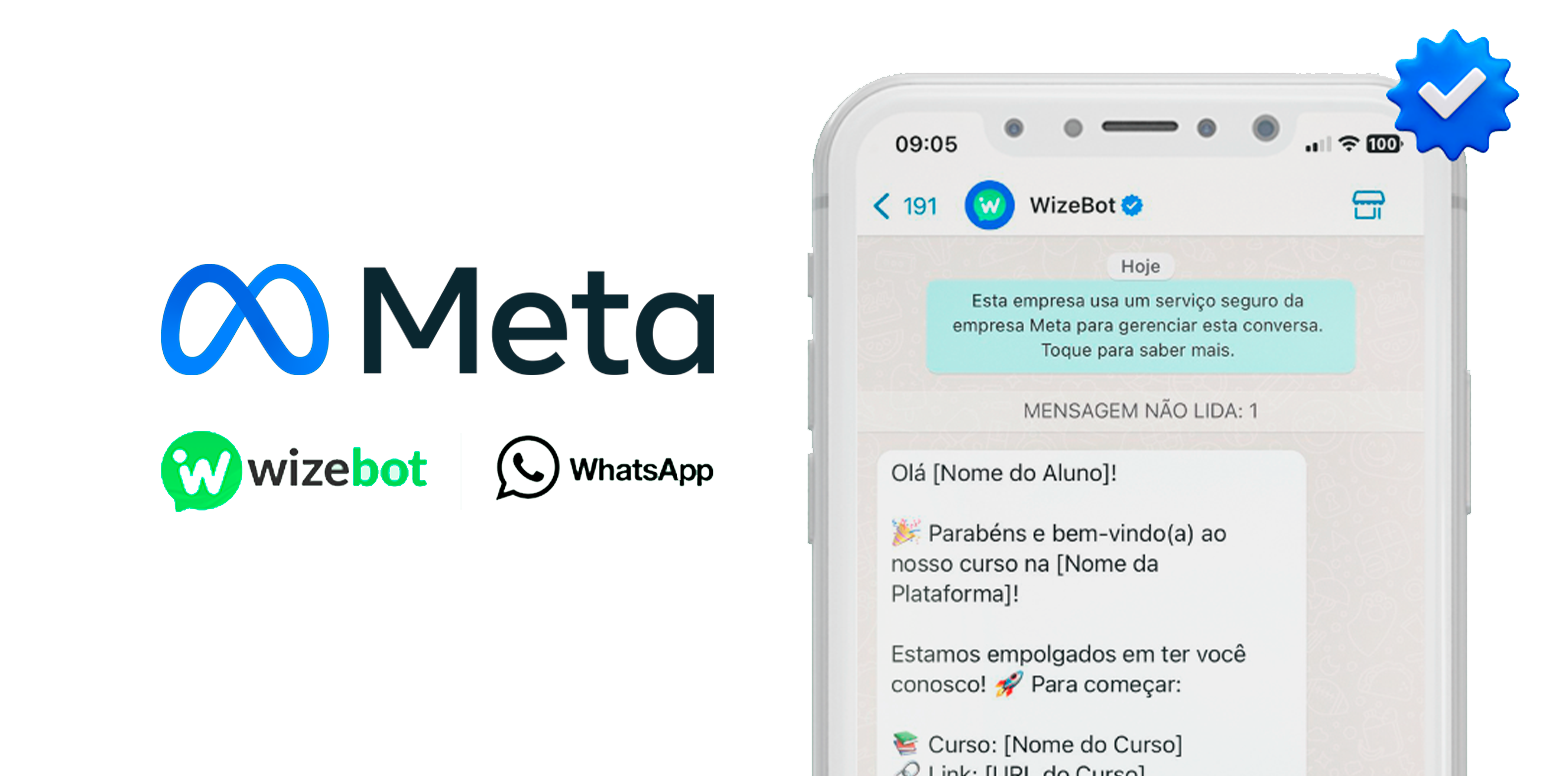 Meta
wizebot
WhatsApp
09:05
100
191
WizeBot
Hoje
Esta empresa usa um serviço seguro da
empresa Meta para gerenciar esta conversa.
Toque para saber mais.
MENSAGEM NÃO LIDA: 1
Olá [Nome do Aluno]!
🎉 Parabéns e bem-vindo(a) ao
nosso curso na [Nome da
Plataforma]!
Estamos empolgados em ter você
conosco! 🚀 Para começar:
📚 Curso: [Nome do Curso]
🔗 Link: [URL do Curso]